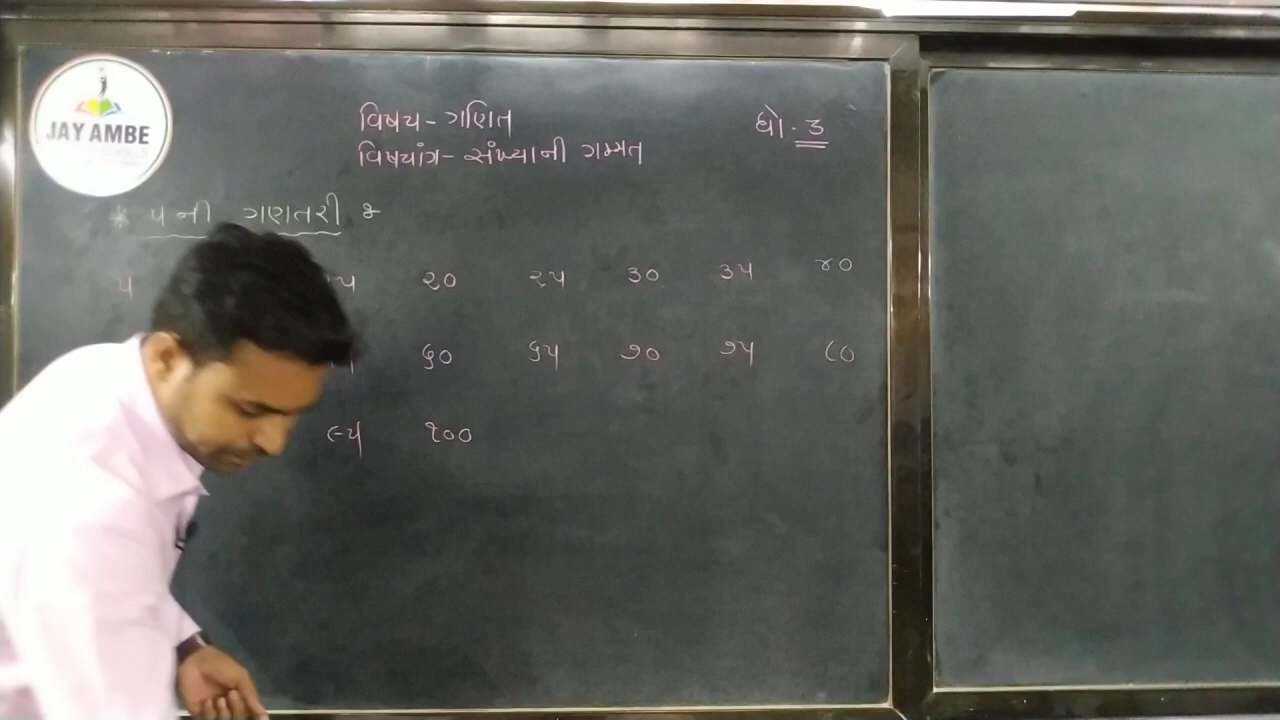 JAY AMBE
વિષય - ગણિત
ધો. ૩
વિષયાંગ - સંખ્યાની ગમ્મત
* ૫ ની ગણતરી :-
૫ ૨૦ ૨૫ ૩૦ ૩૫ ૪૦
૬૦ ૬૫ ૭૦ ૭૫ ૮૦
૯૫ ૧૦૦